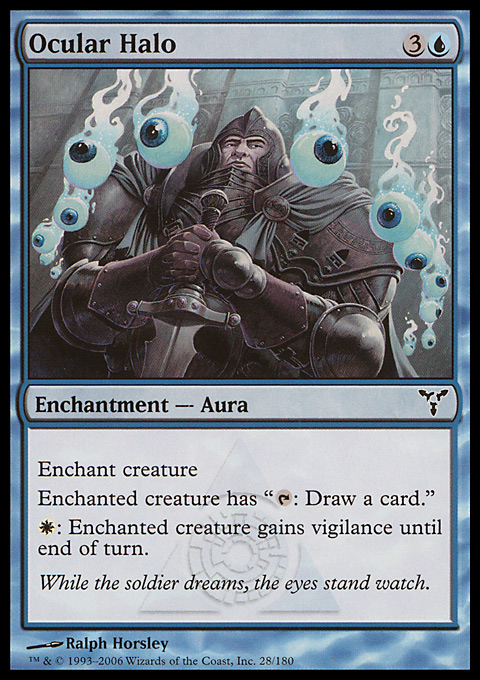 Ocular Halo 3
Enchantment — Aura
Enchant creature
Enchanted creature has “: Draw a card.”
: Enchanted creature gains vigilance until
end of turn.
While the soldier dreams, the eyes stand watch.
Ralph Horsley
™ & © 1993–2006 Wizards of the Coast, Inc. 28/180